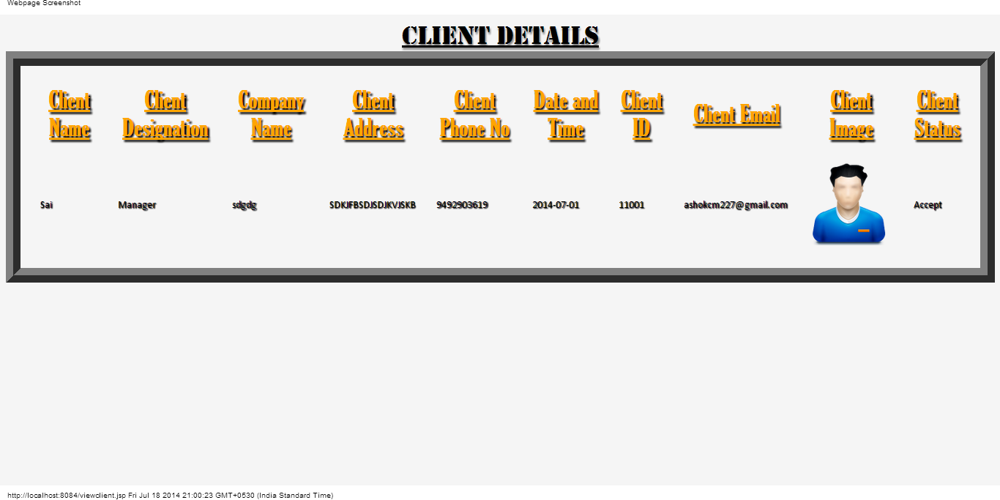 Webpage Screenshot
CLIENT DETAILS
Client Name
Client Designation
Company Name
Client Address
Client Phone No
Date and Time
Client ID
Client Email
Client Image
Client Status
Sai
Manager
sdgdg
SDKJFBSDJSDJKVJSKB
9492903619
2014-07-01
11001
ashokcm227@gmail.com
Accept
http://localhost:8084/viewclient.jsp Fri Jul 18 2014 21:00:23 GMT+0530 (India Standard Time)